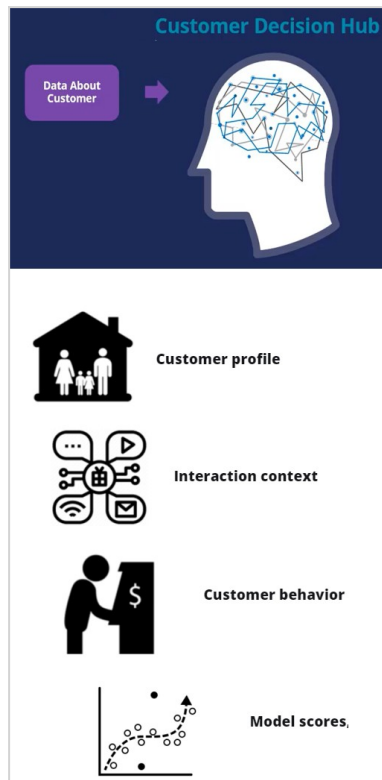 Customer Decision Hub
Data About
Customer
Customer profile
Interaction context
$
Customer behavior
Model scores,